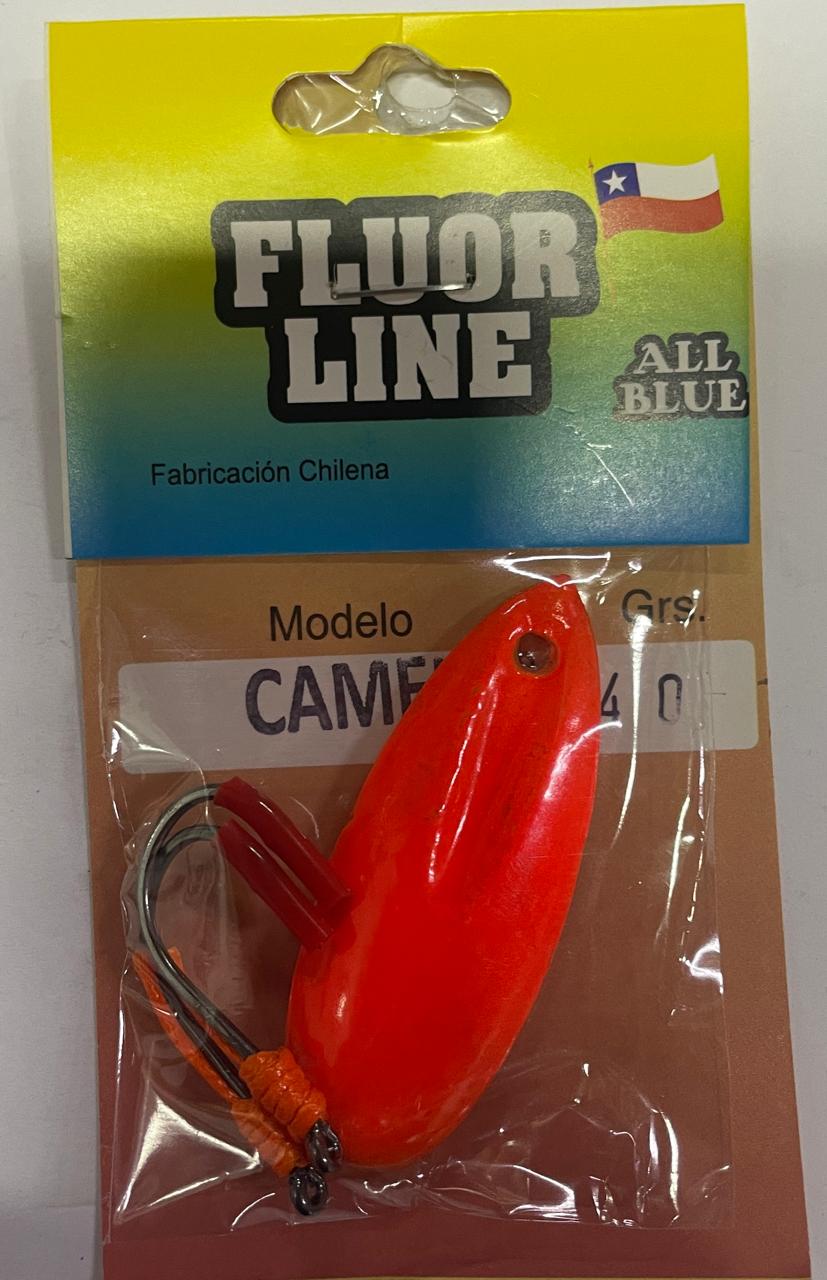 FLUOR
LINE
ALL
BLUE
Fabricación Chilena
Modelo
Grs.
40